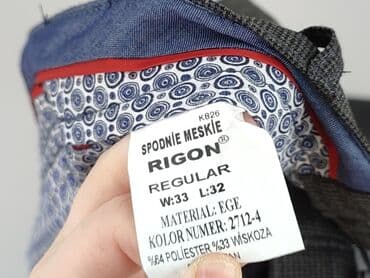 K826
SPODNIE MESKIE
RIGON®
REGULAR
W:33 L:32
MATERIAL: EGE
KOLOR NUMER: 2712-4
%64 POLIESTER %33 WISKOZA